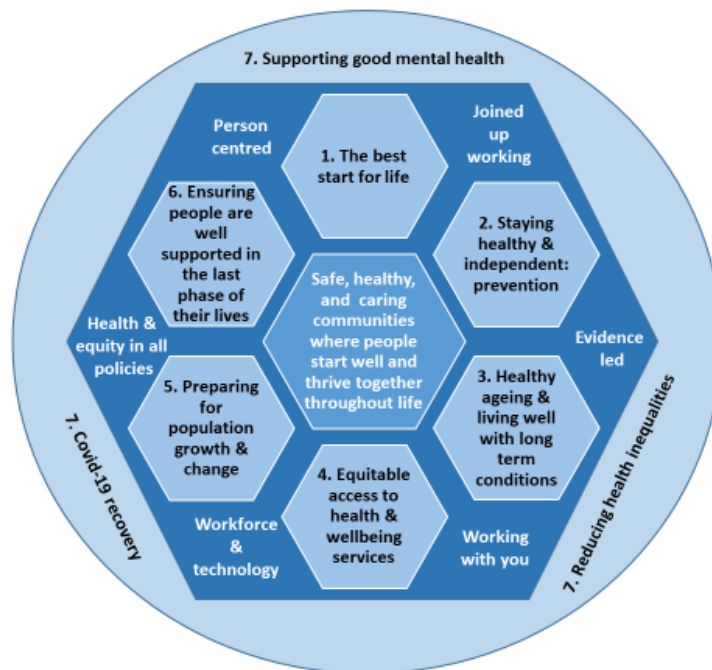 7. Supporting good mental health
Person
centred
Joined
up
working
1. The best
start for life
6. Ensuring
people are
well
supported in
the last
phase of
their lives
2. Staying
healthy &
independent:
prevention
Safe, healthy,
and caring
communities
where people
start well and
thrive together
throughout life
Health &
equity in all
policies
Evidence
led
5. Preparing
for
population
growth &
change
3. Healthy
ageing &
living well
with long
term
conditions
4. Equitable
access to
health &
wellbeing
services
Workforce
&
technology
Working
with you
7. Covid-19 recovery
7. Reducing health inequalities